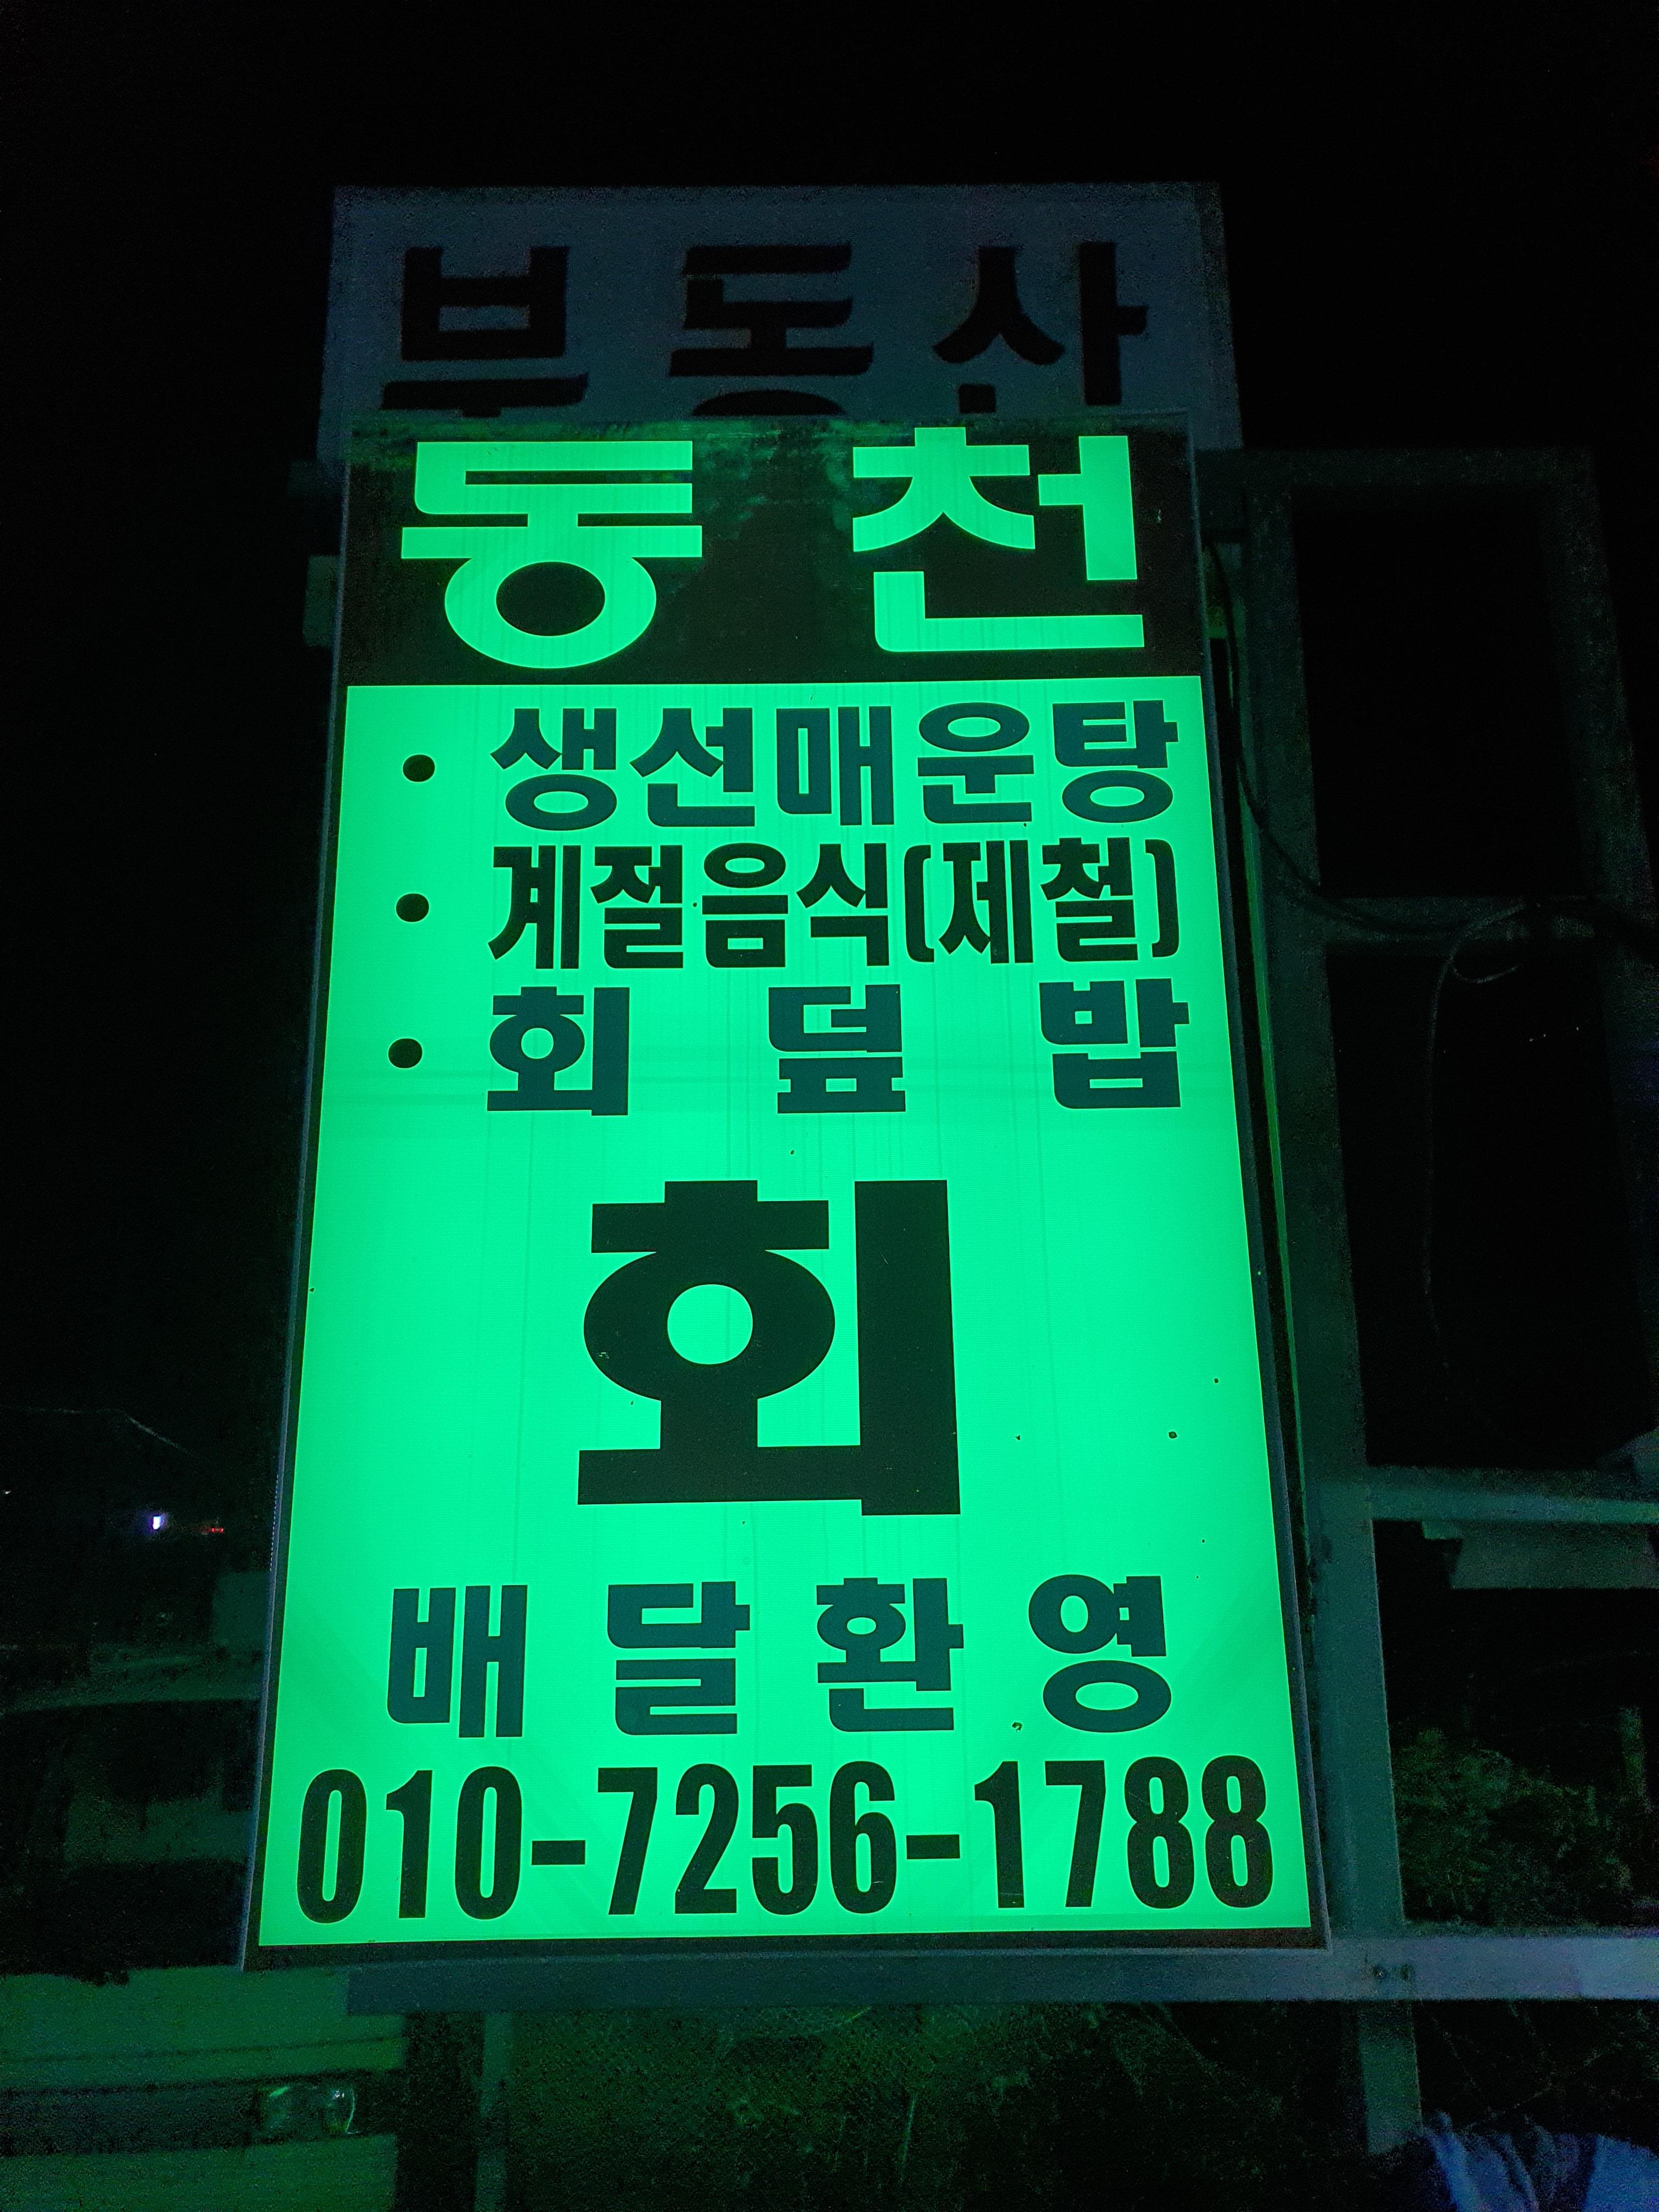 부동산
동천
• 생선매운탕
• 계절음식(제철)
• 회덮밥
회
배달환영
010-7256-1788